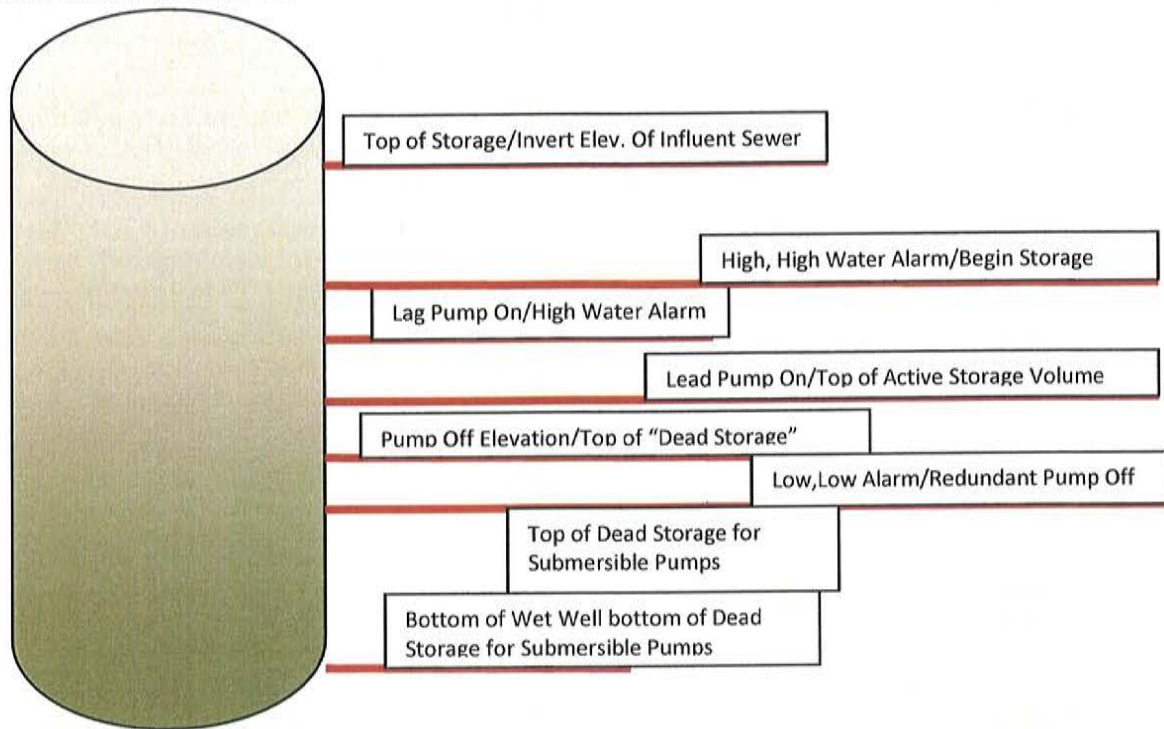 Top of Storage/Invert Elev. Of Influent Sewer
High, High Water Alarm/Begin Storage
Lag Pump On/High Water Alarm
Lead Pump On/Top of Active Storage Volume
Pump Off Elevation/Top of “Dead Storage”
Low,Low Alarm/Redundant Pump Off
Top of Dead Storage for
Submersible Pumps
Bottom of Wet Well bottom of Dead
Storage for Submersible Pumps